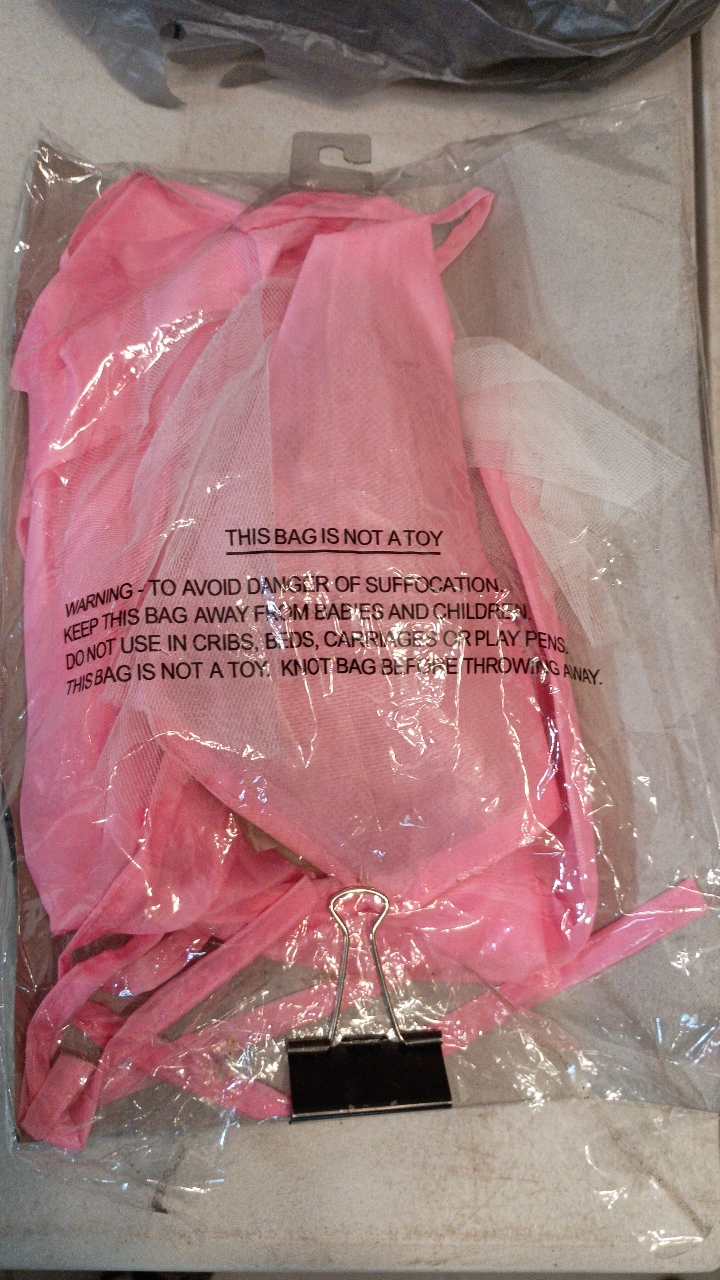 THIS BAG IS NOT A TOY
WARNING - TO AVOID DANGER OF SUFFOCATION,
KEEP THIS BAG AWAY FROM BABIES AND CHILDREN.
DO NOT USE IN CRIBS, BEDS, CARRIAGES OR PLAY PENS.
THIS BAG IS NOT A TOY. KNOT BAG BEFORE THROWING AWAY.